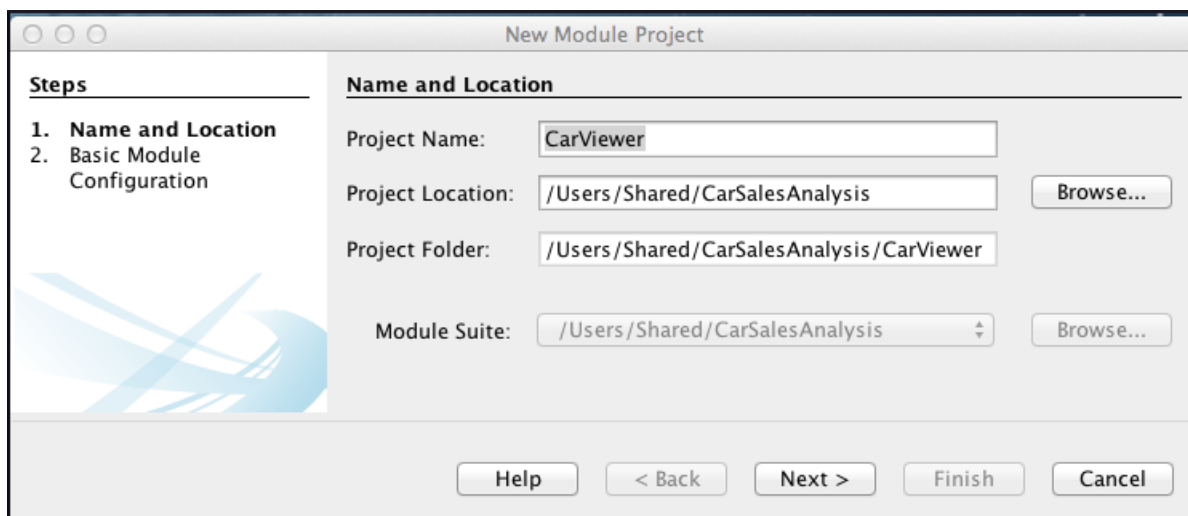 New Module Project
Steps
1. Name and Location
2. Basic Module
Configuration
Name and Location
Project Name: CarViewer
Project Location: /Users/Shared/CarSalesAnalysis Browse...
Project Folder: /Users/Shared/CarSalesAnalysis/CarViewer
Module Suite: /Users/Shared/CarSalesAnalysis Browse...
Help < Back Next > Finish Cancel